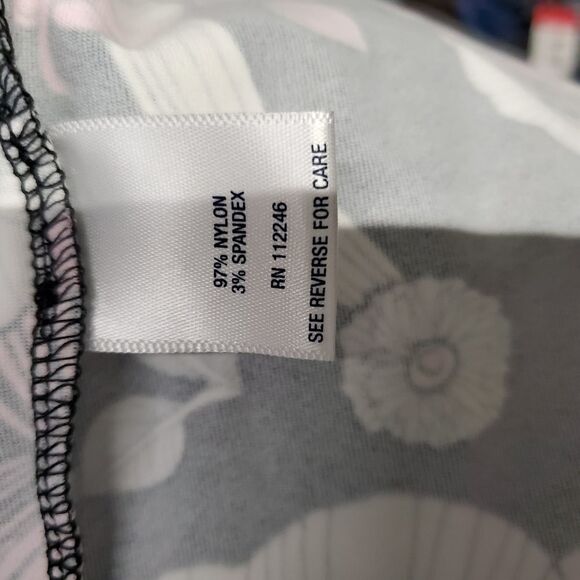 97% NYLON
3% SPANDEX
RN 112246
SEE REVERSE FOR CARE